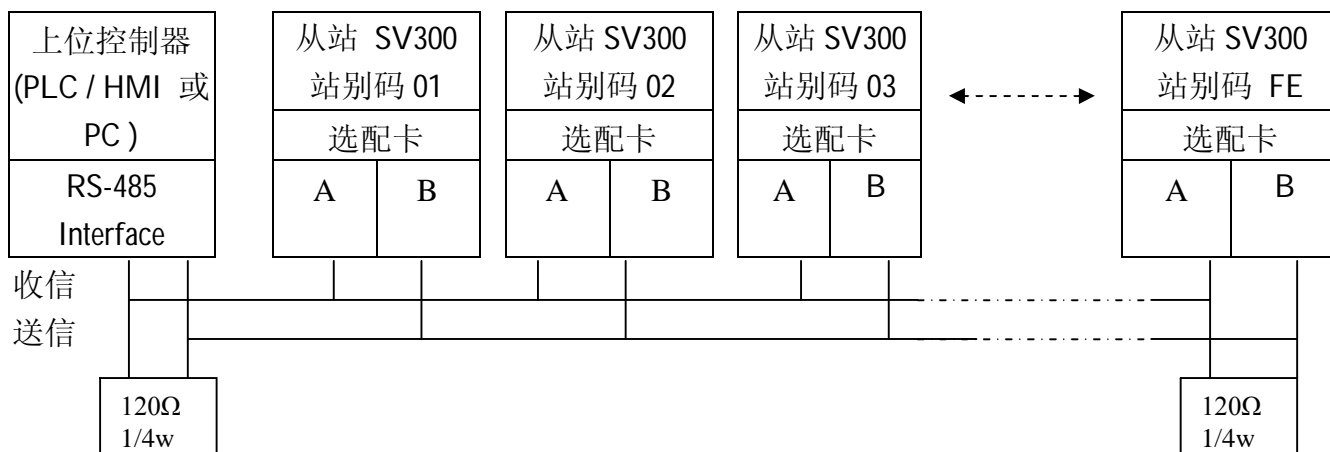 上位控制器
(PLC / HMI 或
PC )
RS-485
Interface
从站 SV300
站别码 01
选配卡
A B
从站 SV300
站别码 02
选配卡
A B
从站 SV300
站别码 03
选配卡
A B
从站 SV300
站别码 FE
选配卡
A B
收信
送信
120Ω
1/4w
120Ω
1/4w